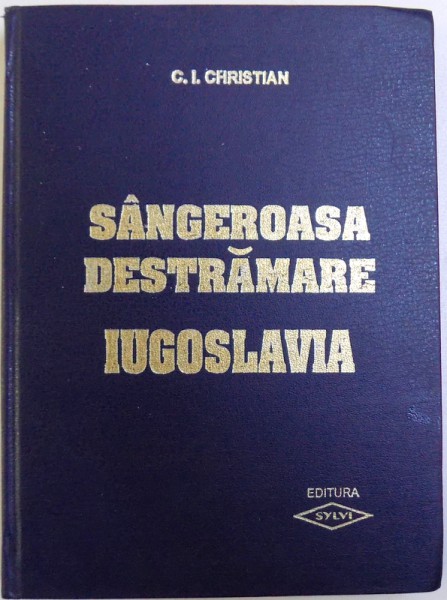 C. I. CHRISTIAN
SÂNGEROASA
DESTRĂMARE
IUGOSLAVIA
EDITURA
SYLVI